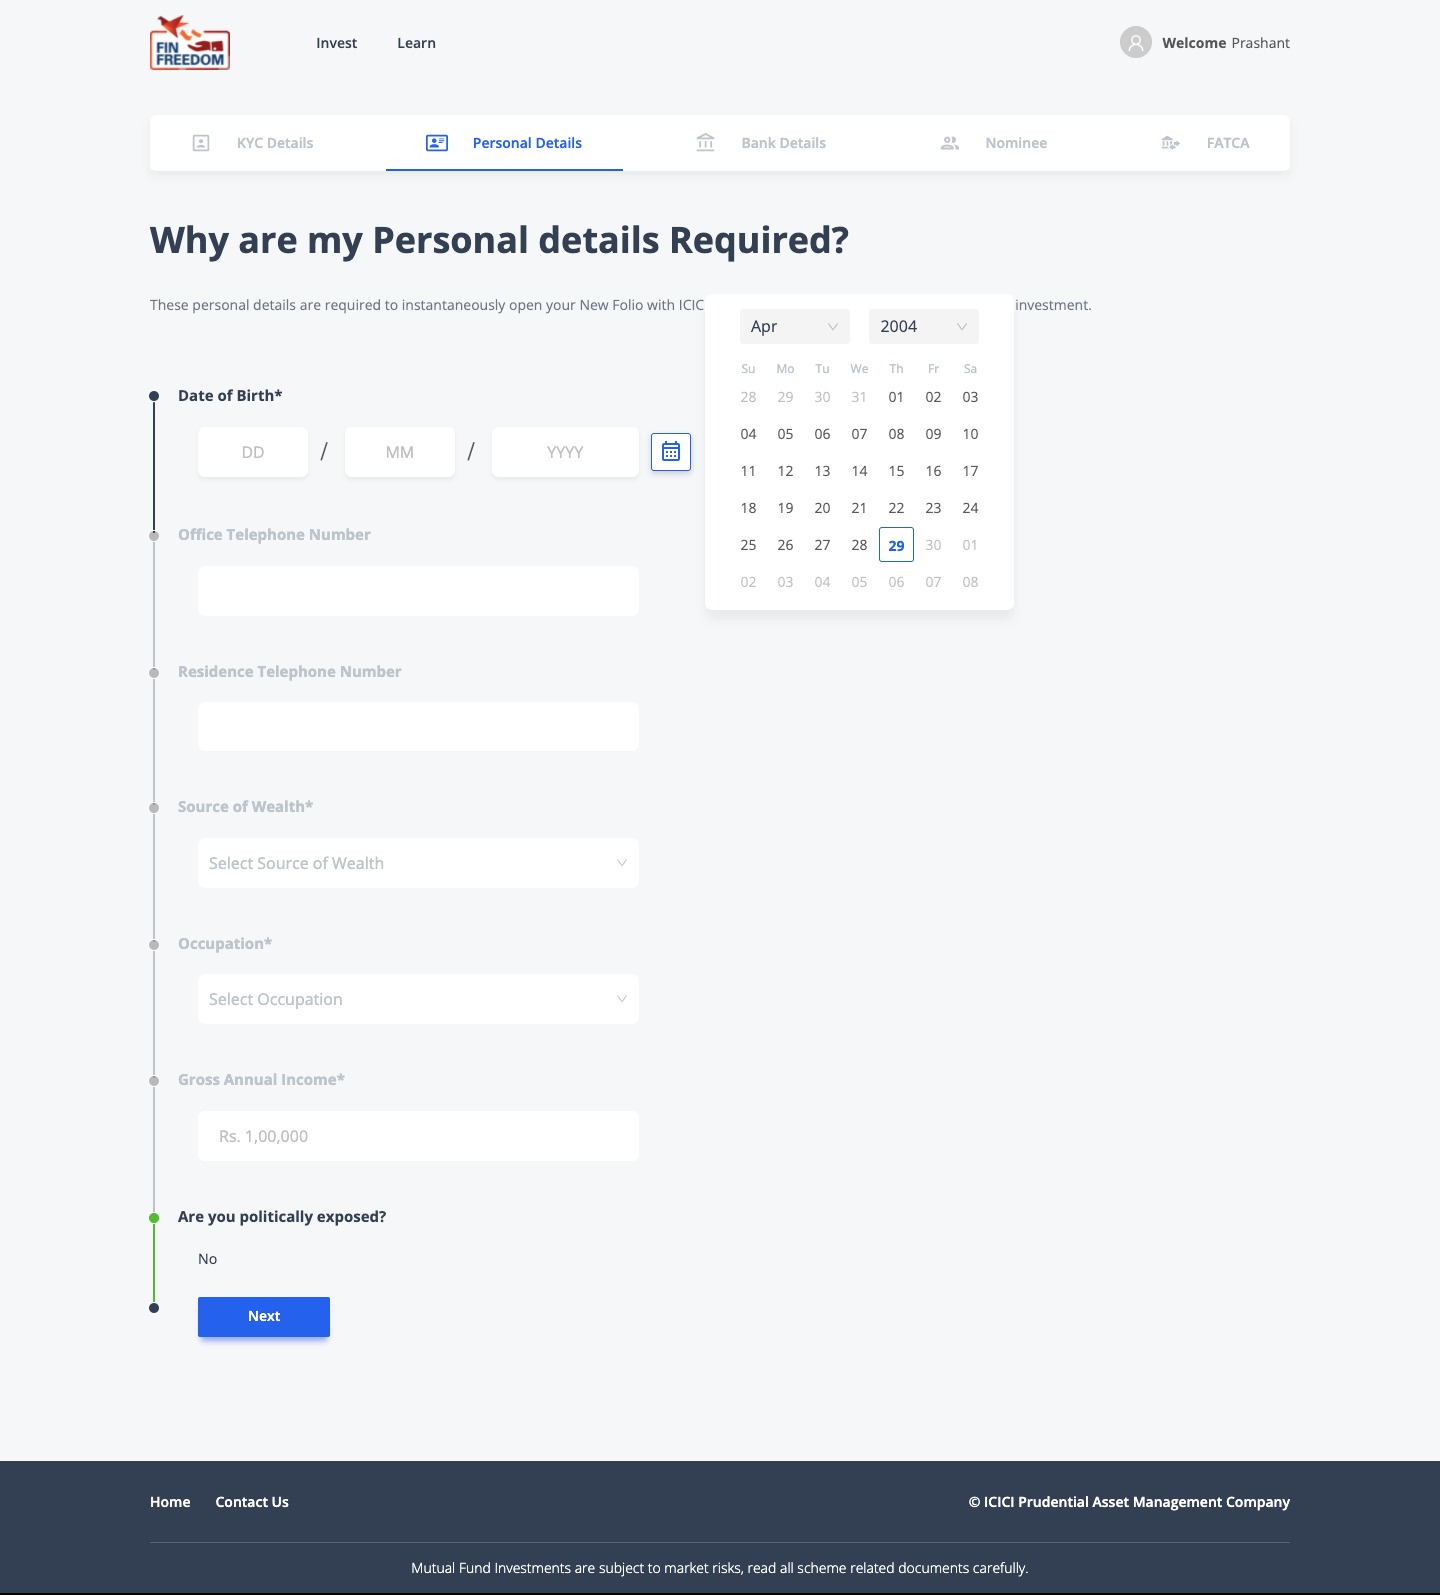 FIN
FREEDOM
Invest
Learn
Welcome Prashant
KYC Details
Personal Details
Bank Details
Nominee
FATCA
Why are my Personal details Required?
These personal details are required to instantaneously open your New Folio with ICIC
investment.
Apr
2004
Su Mo Tu We Th Fr Sa
28 29 30 31 01 02 03
04 05 06 07 08 09 10
11 12 13 14 15 16 17
18 19 20 21 22 23 24
25 26 27 28 29 30 01
02 03 04 05 06 07 08
Date of Birth*
DD / MM / YYYY
Office Telephone Number
Residence Telephone Number
Source of Wealth*
Select Source of Wealth
Occupation*
Select Occupation
Gross Annual Income*
Rs. 1,00,000
Are you politically exposed?
No
Next
Home
Contact Us
© ICICI Prudential Asset Management Company
Mutual Fund Investments are subject to market risks, read all scheme related documents carefully.